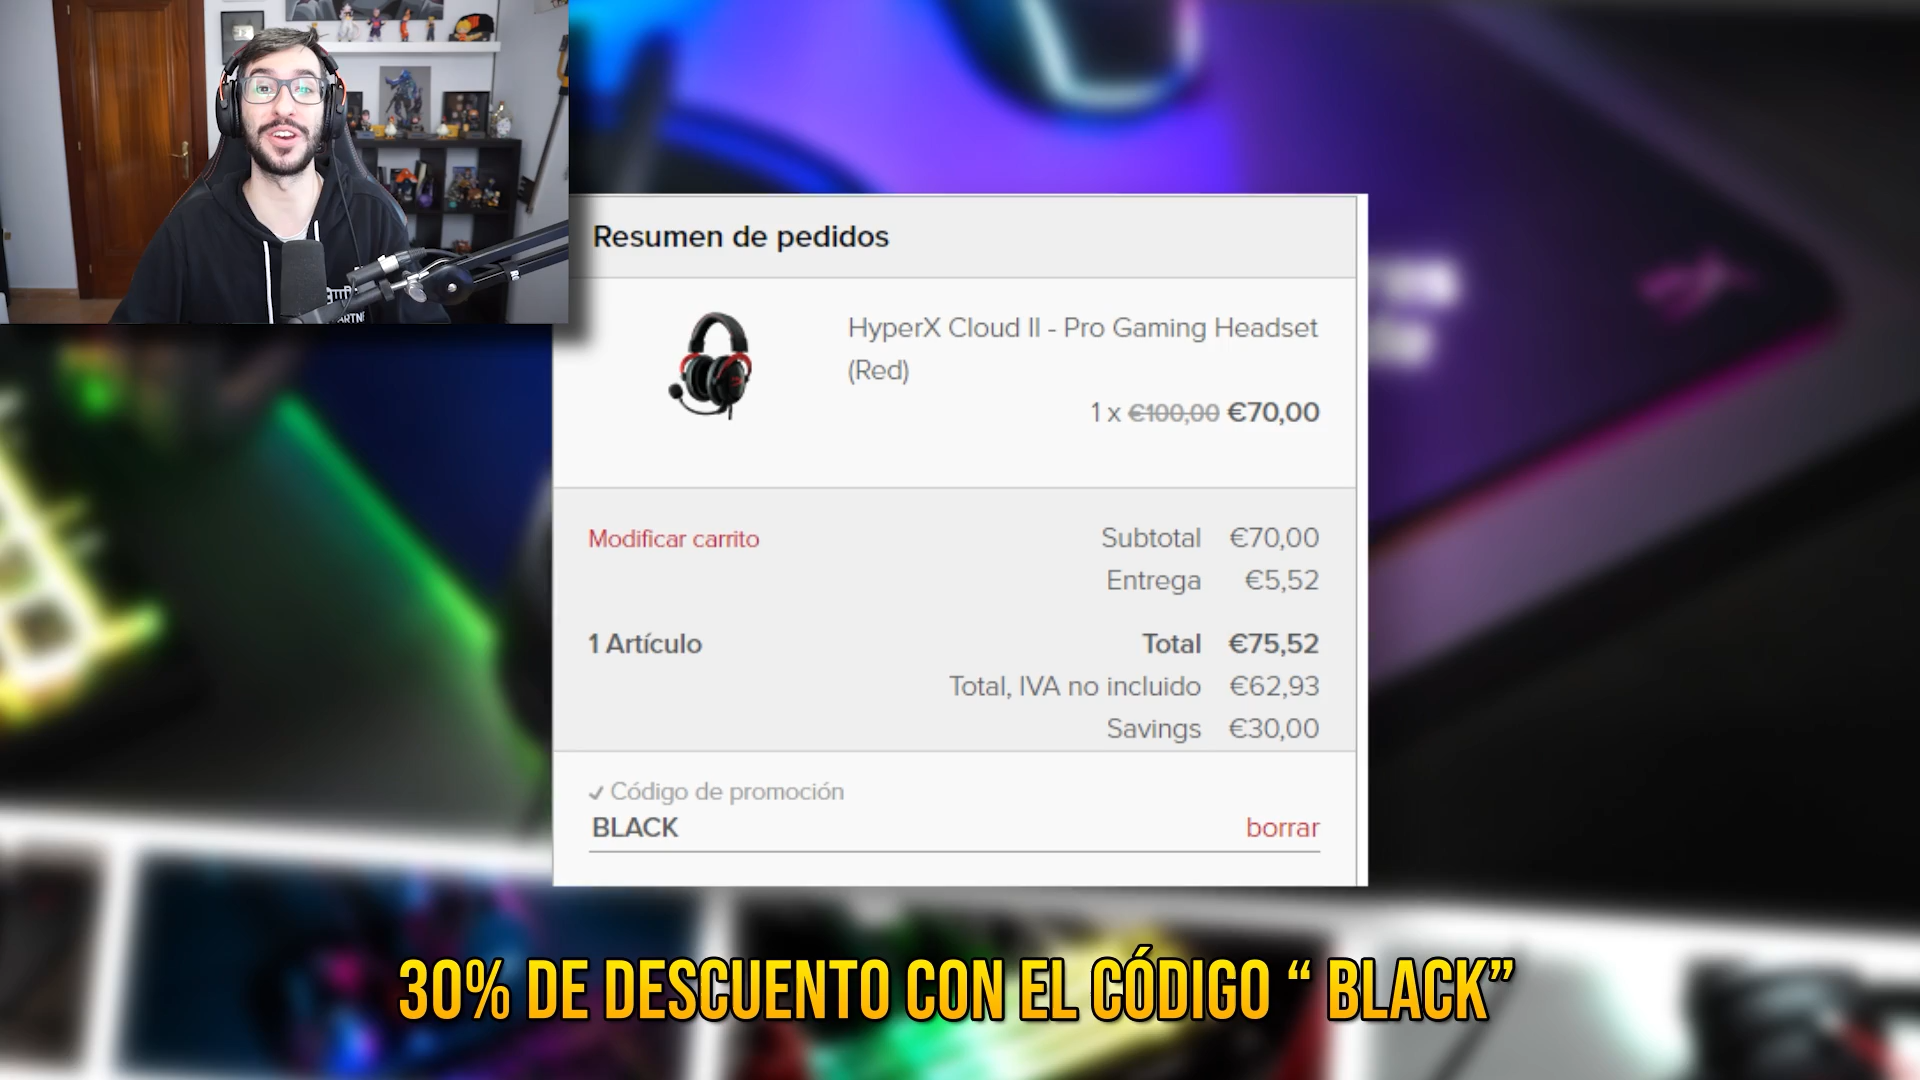 Resumen de pedidos
HyperX Cloud II - Pro Gaming Headset
(Red)
1 x €100,00 €70,00
Modificar carrito
Subtotal €70,00
Entrega €5,52
1 Artículo
Total €75,52
Total, IVA no incluido €62,93
Savings €30,00
✓ Código de promoción
BLACK
borrar
30% DE DESCUENTO CON EL CÓDIGO “ BLACK”